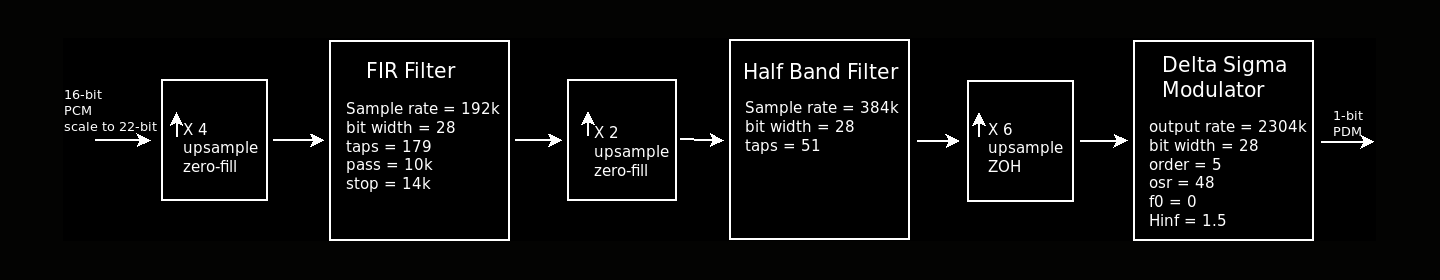 16-bit
PCM
scale to 22-bit
X 4
upsample
zero-fill
FIR Filter
Sample rate = 192k
bit width = 28
taps = 179
pass = 10k
stop = 14k
X 2
upsample
zero-fill
Half Band Filter
Sample rate = 384k
bit width = 28
taps = 51
X 6
upsample
ZOH
Delta Sigma
Modulator
output rate = 2304k
bit width = 28
order = 5
osr = 48
f0 = 0
Hinf = 1.5
1-bit
PDM